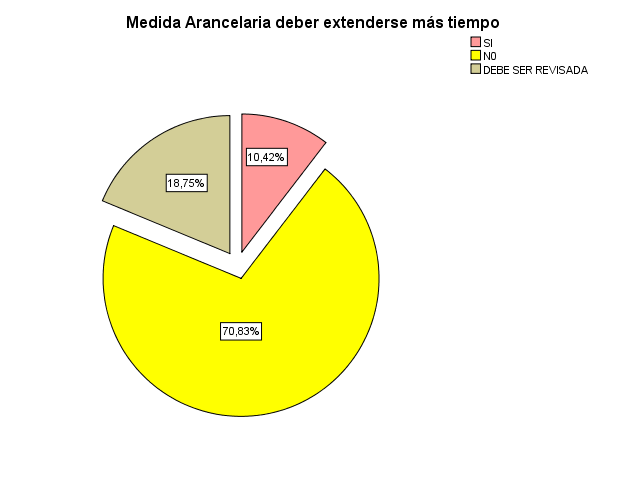 Medida Arancelaria deber extenderse más tiempo
SI
N0
DEBE SER REVISADA
10,42%
18,75%
70,83%